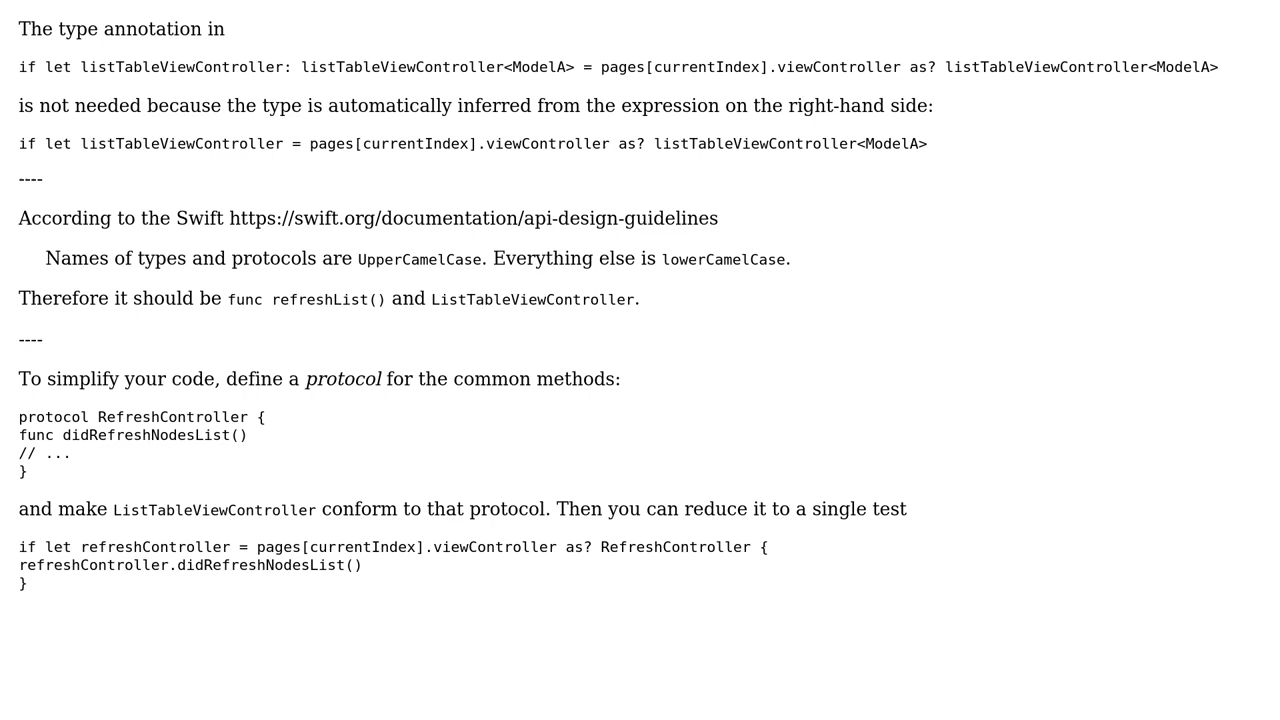 The type annotation in
if let listTableViewController: listTableViewController<ModelA> = pages[currentIndex].viewController as? listTableViewController<ModelA>
is not needed because the type is automatically inferred from the expression on the right-hand side:
if let listTableViewController = pages[currentIndex].viewController as? listTableViewController<ModelA>
----
According to the Swift https://swift.org/documentation/api-design-guidelines
Names of types and protocols are UpperCamelCase. Everything else is lowerCamelCase.
Therefore it should be func refreshList() and ListTableViewController.
----
To simplify your code, define a protocol for the common methods:
protocol RefreshController {
func didRefreshNodesList()
// ...
}
and make ListTableViewController conform to that protocol. Then you can reduce it to a single test
if let refreshController = pages[currentIndex].viewController as? RefreshController {
refreshController.didRefreshNodesList()
}